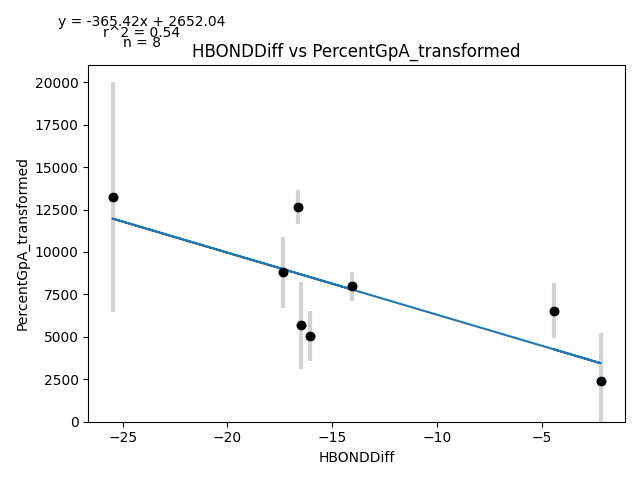 y = -365.42x + 2652.04
r^2 = 0.54
n = 8
HBONDDiff vs PercentGpA_transformed
PercentGpA_transformed
20000
17500
15000
12500
10000
7500
5000
2500
0
−25
−20
−15
−10
−5
HBONDDiff